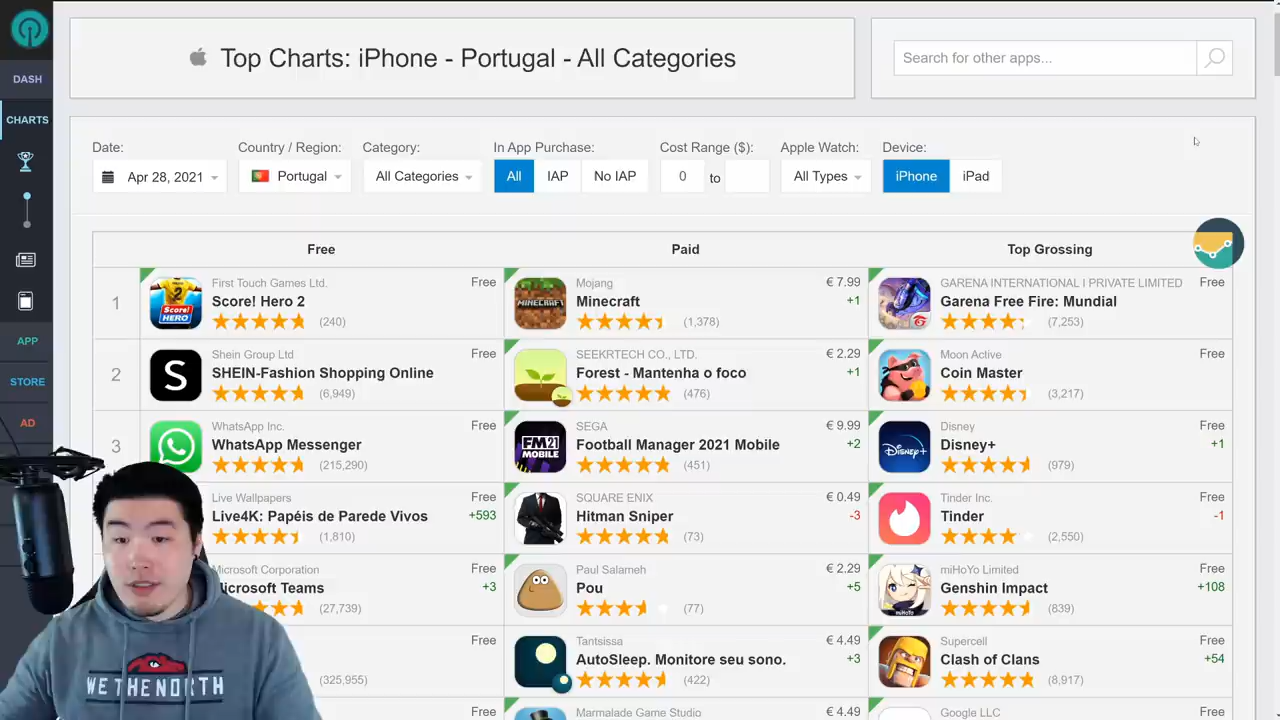 Top Charts: iPhone - Portugal - All Categories
Search for other apps...
DASH
CHARTS
APP
STORE
AD
Date:
Country / Region:
Category:
In App Purchase:
Cost Range ($):
Apple Watch:
Device:
Apr 28, 2021
Portugal
All Categories
All
IAP
No IAP
0
to
All Types
iPhone
iPad
Free
Paid
Top Grossing
1
First Touch Games Ltd.
Free
Score! Hero 2
(240)
Mojang
€ 7.99
Minecraft
+1
(1,378)
GARENA INTERNATIONAL I PRIVATE LIMITED
Free
Garena Free Fire: Mundial
(7,253)
2
Shein Group Ltd
Free
SHEIN-Fashion Shopping Online
(6,949)
SEEKRTECH CO., LTD.
€ 2.29
Forest - Mantenha o foco
+1
(476)
Moon Active
Free
Coin Master
(3,217)
3
WhatsApp Inc.
Free
WhatsApp Messenger
(215,290)
SEGA
€ 9.99
Football Manager 2021 Mobile
+2
(451)
Disney
Free
Disney+
+1
(979)
Live Wallpapers
Free
Live4K: Papéis de Parede Vivos
+593
(1,810)
SQUARE ENIX
€ 0.49
Hitman Sniper
-3
(73)
Tinder Inc.
Free
Tinder
-1
(2,550)
Microsoft Corporation
Free
Microsoft Teams
+3
(27,739)
Paul Salameh
€ 2.29
Pou
+5
(77)
miHoYo Limited
Free
Genshin Impact
+108
(839)
Free
(325,955)
Tantsissa
€ 4.49
AutoSleep. Monitore seu sono.
+3
(422)
Supercell
Free
Clash of Clans
+54
(8,917)
Free
Marmalade Game Studio
€ 4.49
Google LLC
Free
Score!
HERO
S
MINECRAFT
FM21
MOBILE
Disney+
miHoYo
WE THE NORTH